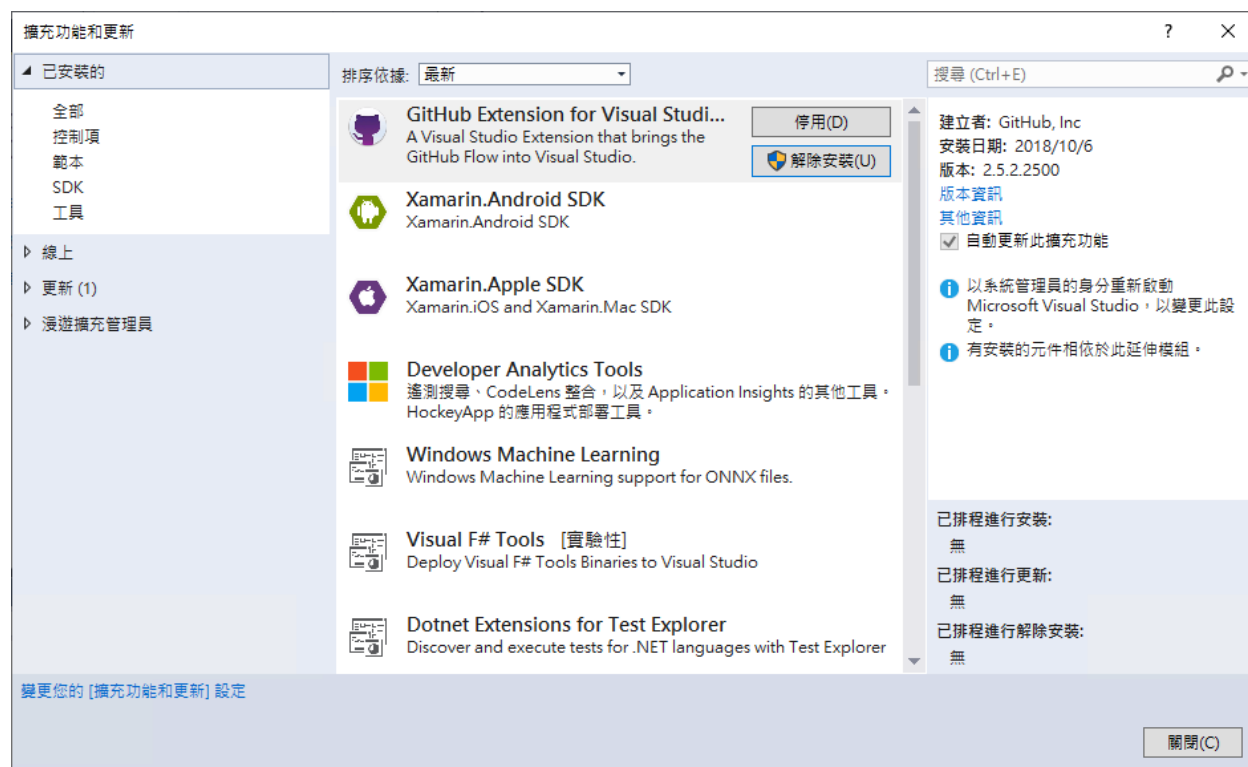 擴充功能和更新
?
已安裝的
全部
控制項
範本
SDK
工具
線上
更新 (1)
漫遊擴充管理員
排序依據: 最新
GitHub Extension for Visual Studi...
A Visual Studio Extension that brings the
GitHub Flow into Visual Studio.
停用(D)
解除安裝(U)
Xamarin.Android SDK
Xamarin.Android SDK
Xamarin.Apple SDK
Xamarin.iOS and Xamarin.Mac SDK
Developer Analytics Tools
遙測搜尋、CodeLens 整合，以及 Application Insights 的其他工具。
HockeyApp 的應用程式部署工具。
Windows Machine Learning
Windows Machine Learning support for ONNX files.
Visual F# Tools [實驗性]
Deploy Visual F# Tools Binaries to Visual Studio
Dotnet Extensions for Test Explorer
Discover and execute tests for .NET languages with Test Explorer
搜尋 (Ctrl+E)
建立者: GitHub, Inc
安裝日期: 2018/10/6
版本: 2.5.2.2500
版本資訊
其他資訊
自動更新此擴充功能
以系統管理員的身分重新啟動
Microsoft Visual Studio，以變更此設
定。
有安裝的元件相依於此延伸模組。
已排程進行安裝:
無
已排程進行更新:
無
已排程進行解除安裝:
無
變更您的 [擴充功能和更新] 設定
關閉(C)